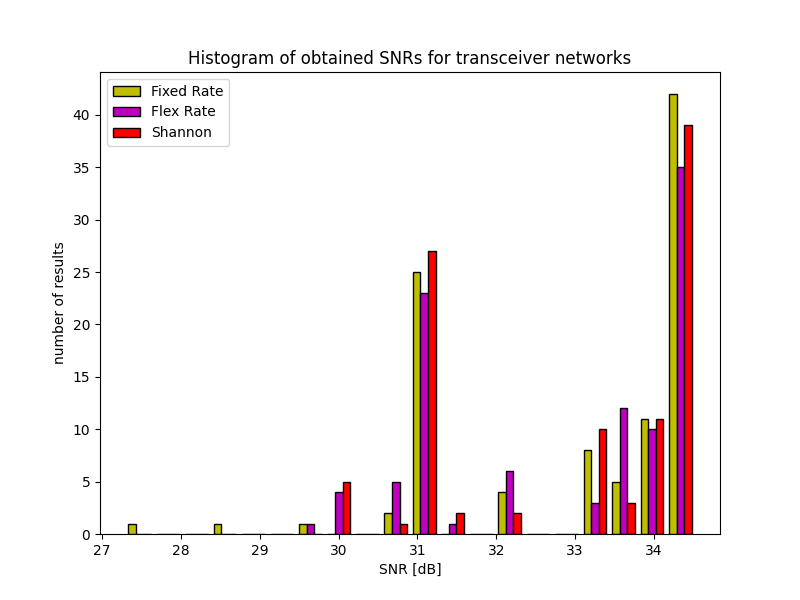 Histogram of obtained SNRs for transceiver networks
Fixed Rate
Flex Rate
Shannon
number of results
40
35
30
25
20
15
10
5
0
27 28 29 30 31 32 33 34
SNR [dB]